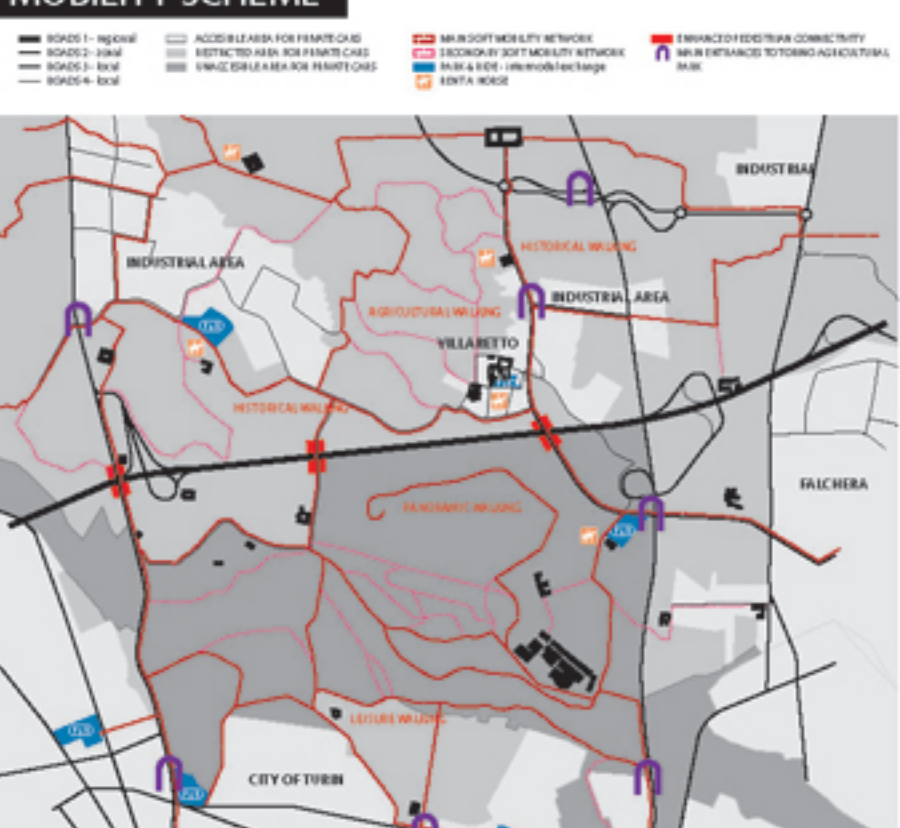 MOBILITY SCHEME
ROADS 1 - regional
ROADS 2 - zonal
ROADS 3 - local
ROADS 4 - local
ACCESIBLE AREA FOR PRIVATE CARS
RESTRICTED AREA FOR PRIVATE CARS
UNACCESIBLE AREA FOR PRIVATE CARS
MAIN SOFT MOBILITY NETWORK
SECONDARY SOFT MOBILITY NETWORK
PARK & RIDE - intermodal exchange
RENT A HORSE
ENHANCED PEDESTRIAN CONNECTIVITY
MAIN ENTRANCES TO TORINO AGRICULTURAL
PARK
INDUSTRIAL
HISTORICAL WALKING
INDUSTRIAL AREA
INDUSTRIAL AREA
AGRICULTURAL WALKING
VILLARETTO
HISTORICAL WALKING
FALCHERA
PANORAMIC WALKING
LEISURE WALKING
CITY OF TURIN